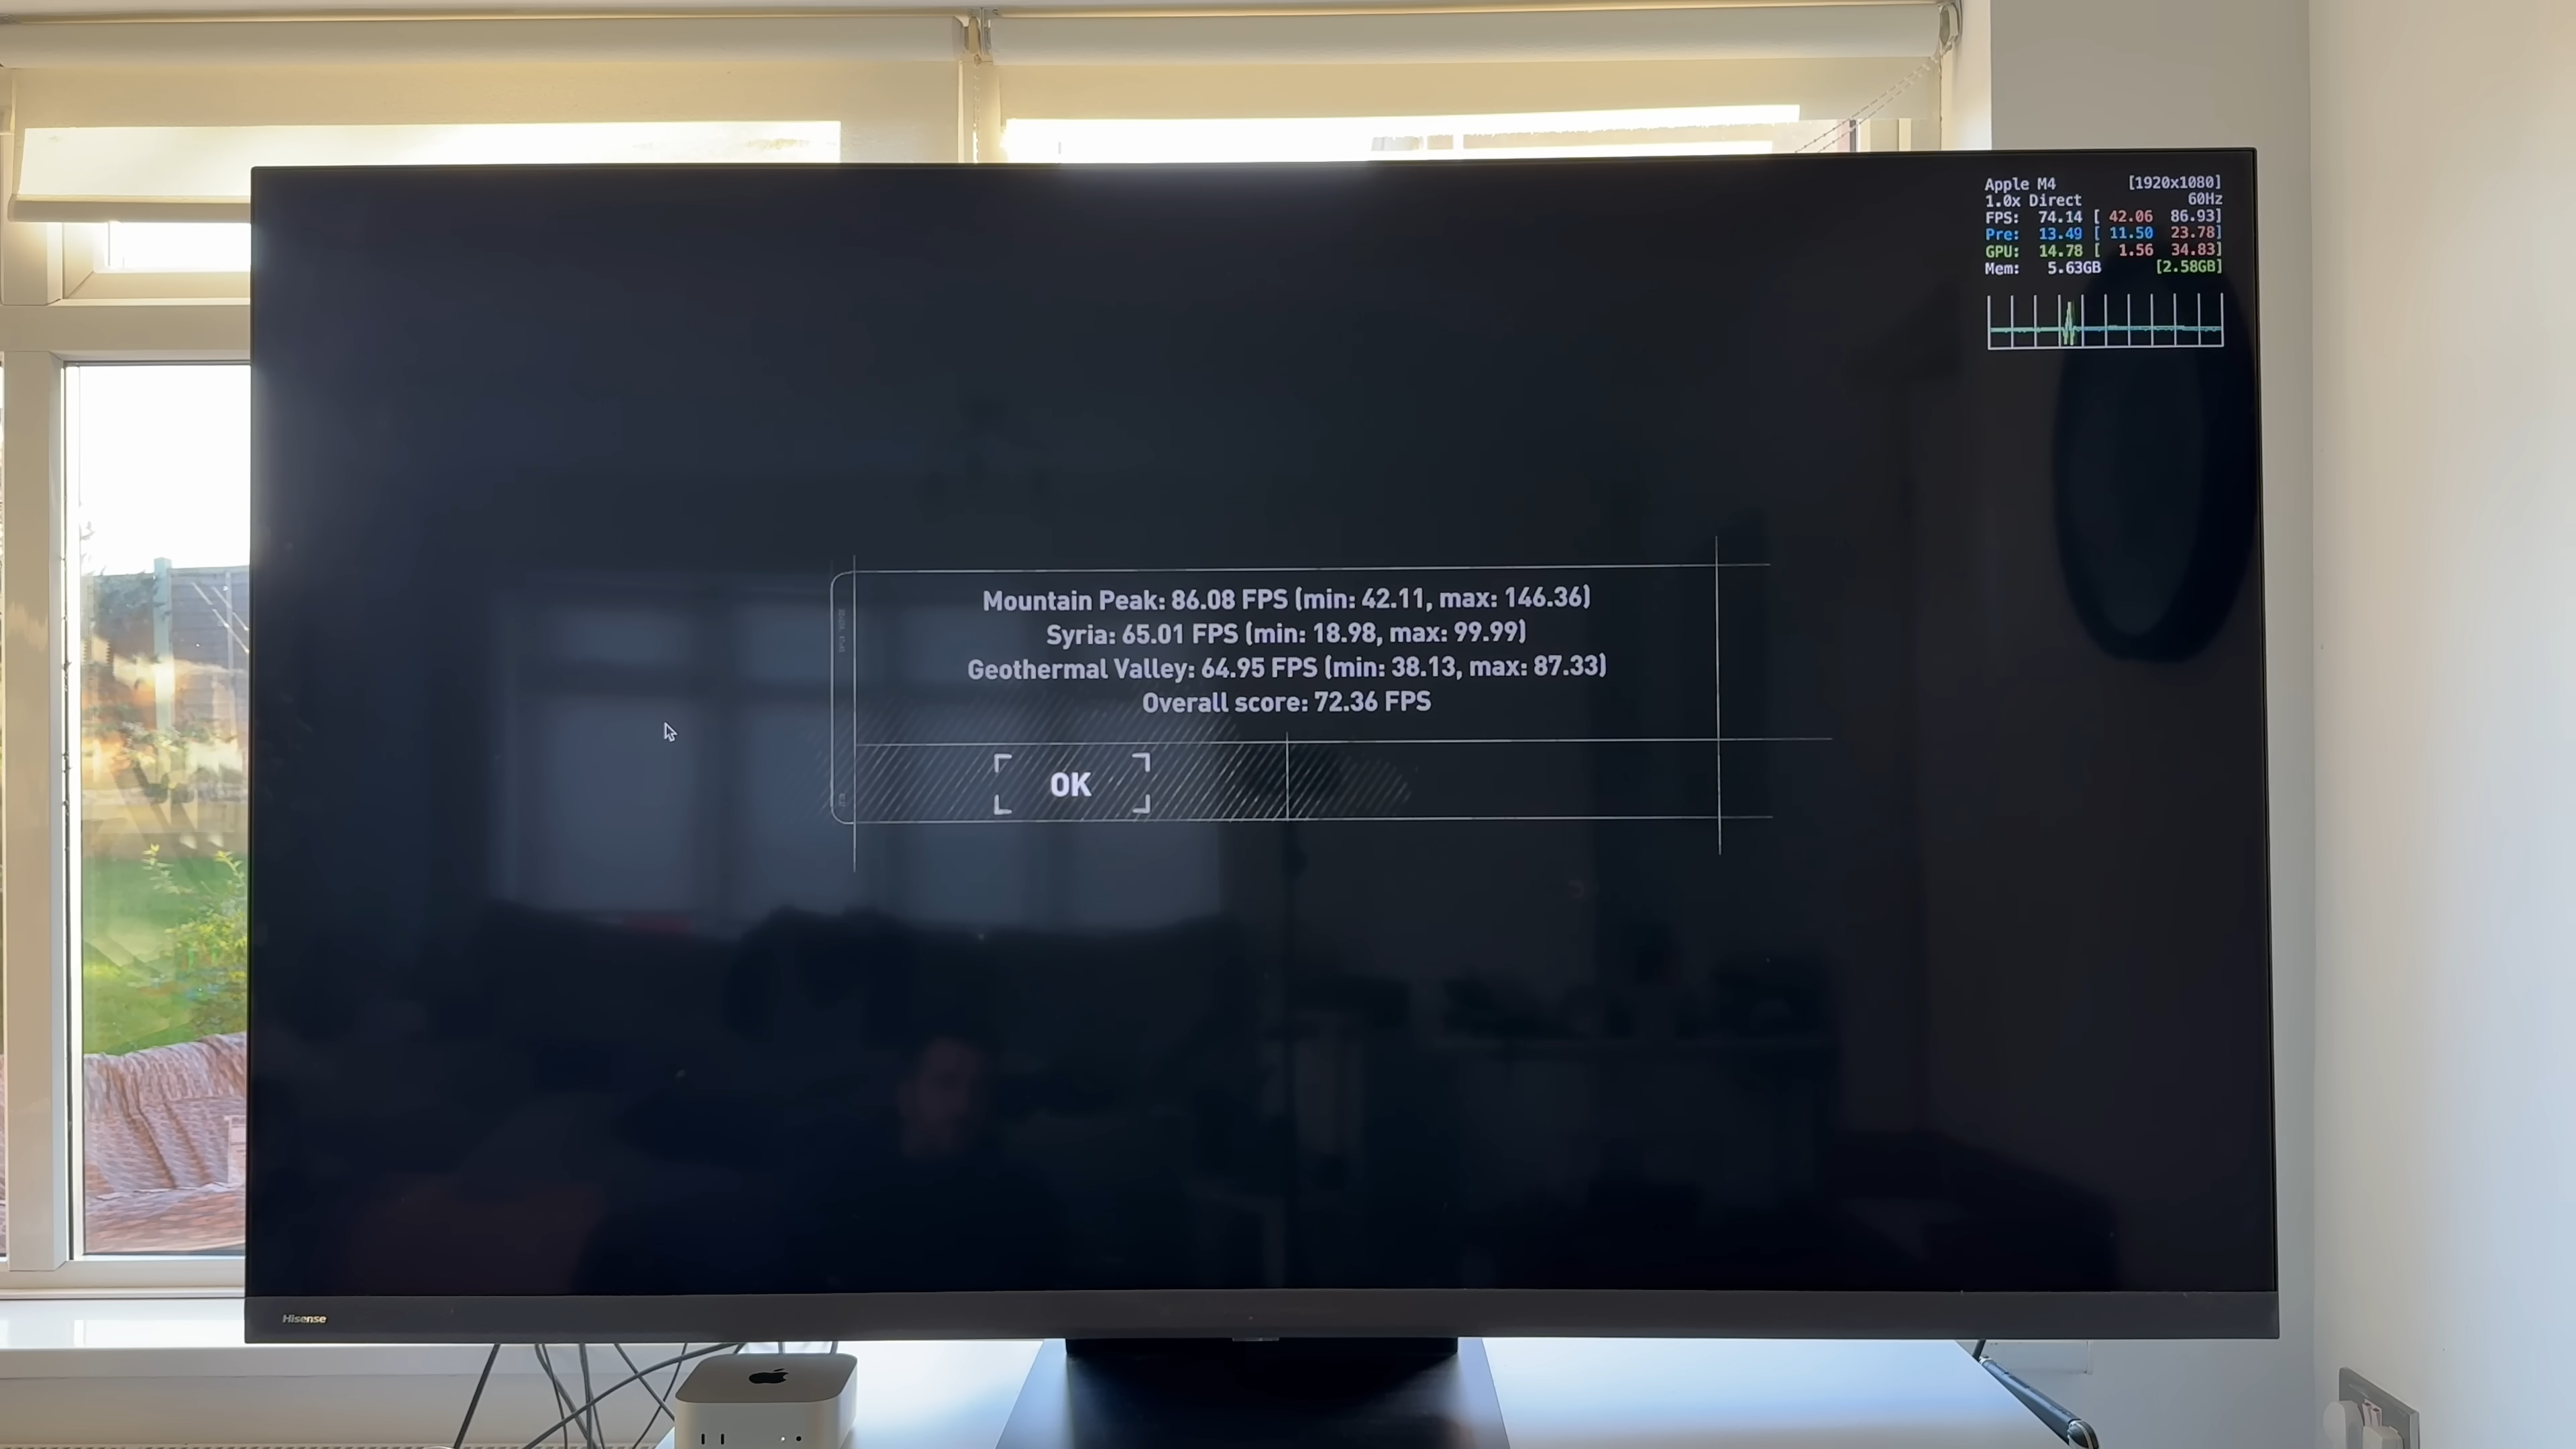 Apple M4 [1920x1080]
1.0x Direct 60Hz
FPS: 74.14 [ 42.06 86.93]
Pre: 13.49 [ 11.50 23.78]
GPU: 14.78 [ 1.56 34.83]
Mem: 5.63GB [2.58GB]
Mountain Peak: 86.08 FPS (min: 42.11, max: 146.36)
Syria: 65.01 FPS (min: 18.98, max: 99.99)
Geothermal Valley: 64.95 FPS (min: 38.13, max: 87.33)
Overall score: 72.36 FPS
OK
Hisense